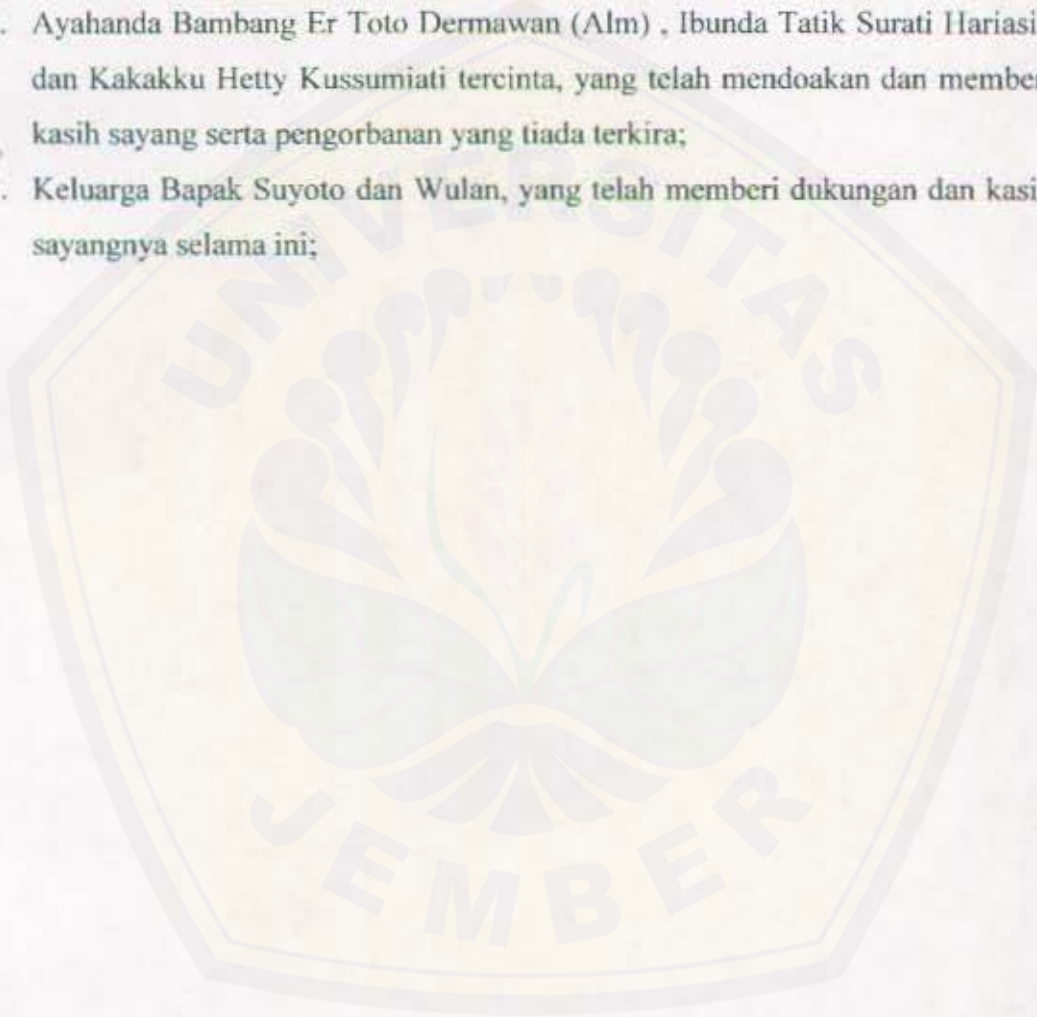 . Ayahanda Bambang Er Toto Dermawan (Alm) , Ibunda Tatik Surati Hariasi
dan Kakakku Hetty Kussumiati tercinta, yang telah mendoakan dan member
kasih sayang serta pengorbanan yang tiada terkira;
. Keluarga Bapak Suyoto dan Wulan, yang telah memberi dukungan dan kasi
sayangnya selama ini;
UNIVERSITAS
JEMBER